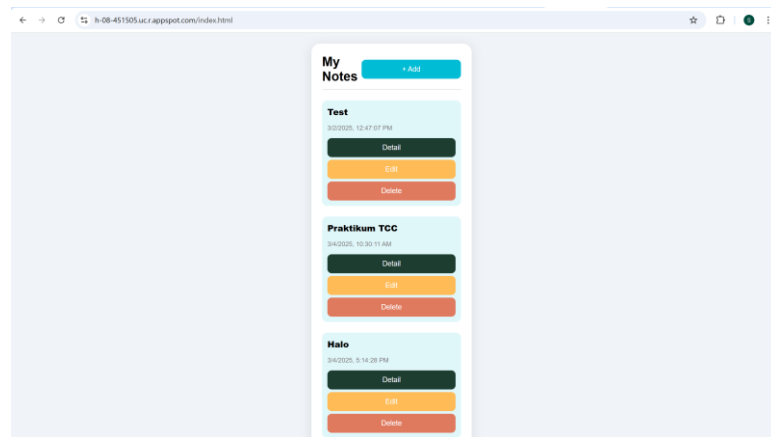 h-08-451505.uc.r.appspot.com/index.html
My
Notes
+ Add
Test
3/2/2025, 12:47:07 PM
Detail
Edit
Delete
Praktikum TCC
3/4/2025, 10:30:11 AM
Detail
Edit
Delete
Halo
3/4/2025, 5:14:28 PM
Detail
Edit
Delete